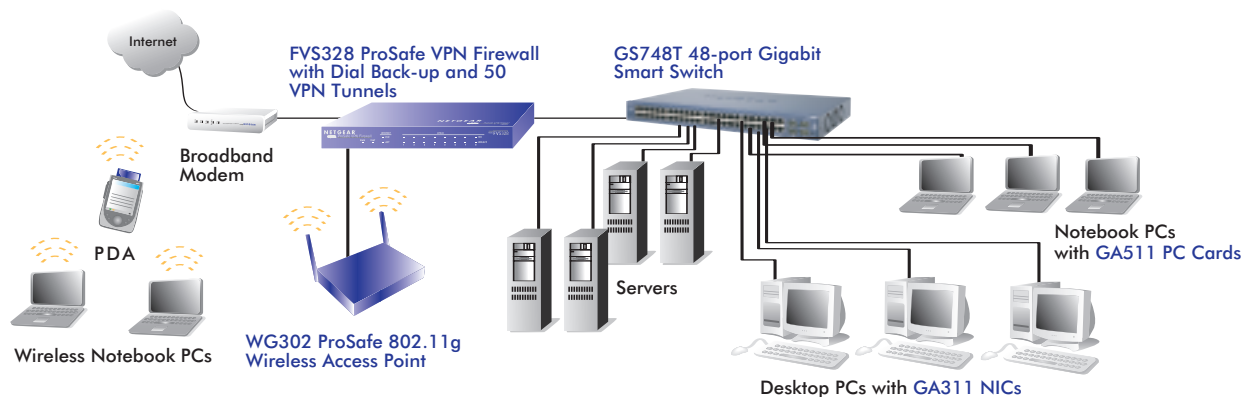 Internet
FVS328 ProSafe VPN Firewall
with Dial Back-up and 50
VPN Tunnels
GS748T 48-port Gigabit
Smart Switch
NETGEAR
NETGEAR
Broadband
Modem
PDA
Wireless Notebook PCs
WG302 ProSafe 802.11g
Wireless Access Point
Servers
Notebook PCs
with GA511 PC Cards
Desktop PCs with GA311 NICs